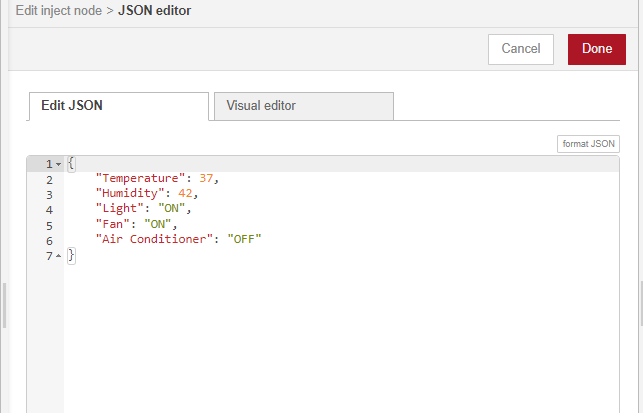 Edit inject node > JSON editor
Cancel
Done
Edit JSON
Visual editor
format JSON
1 {
2 "Temperature": 37,
3 "Humidity": 42,
4 "Light": "ON",
5 "Fan": "ON",
6 "Air Conditioner": "OFF"
7 }